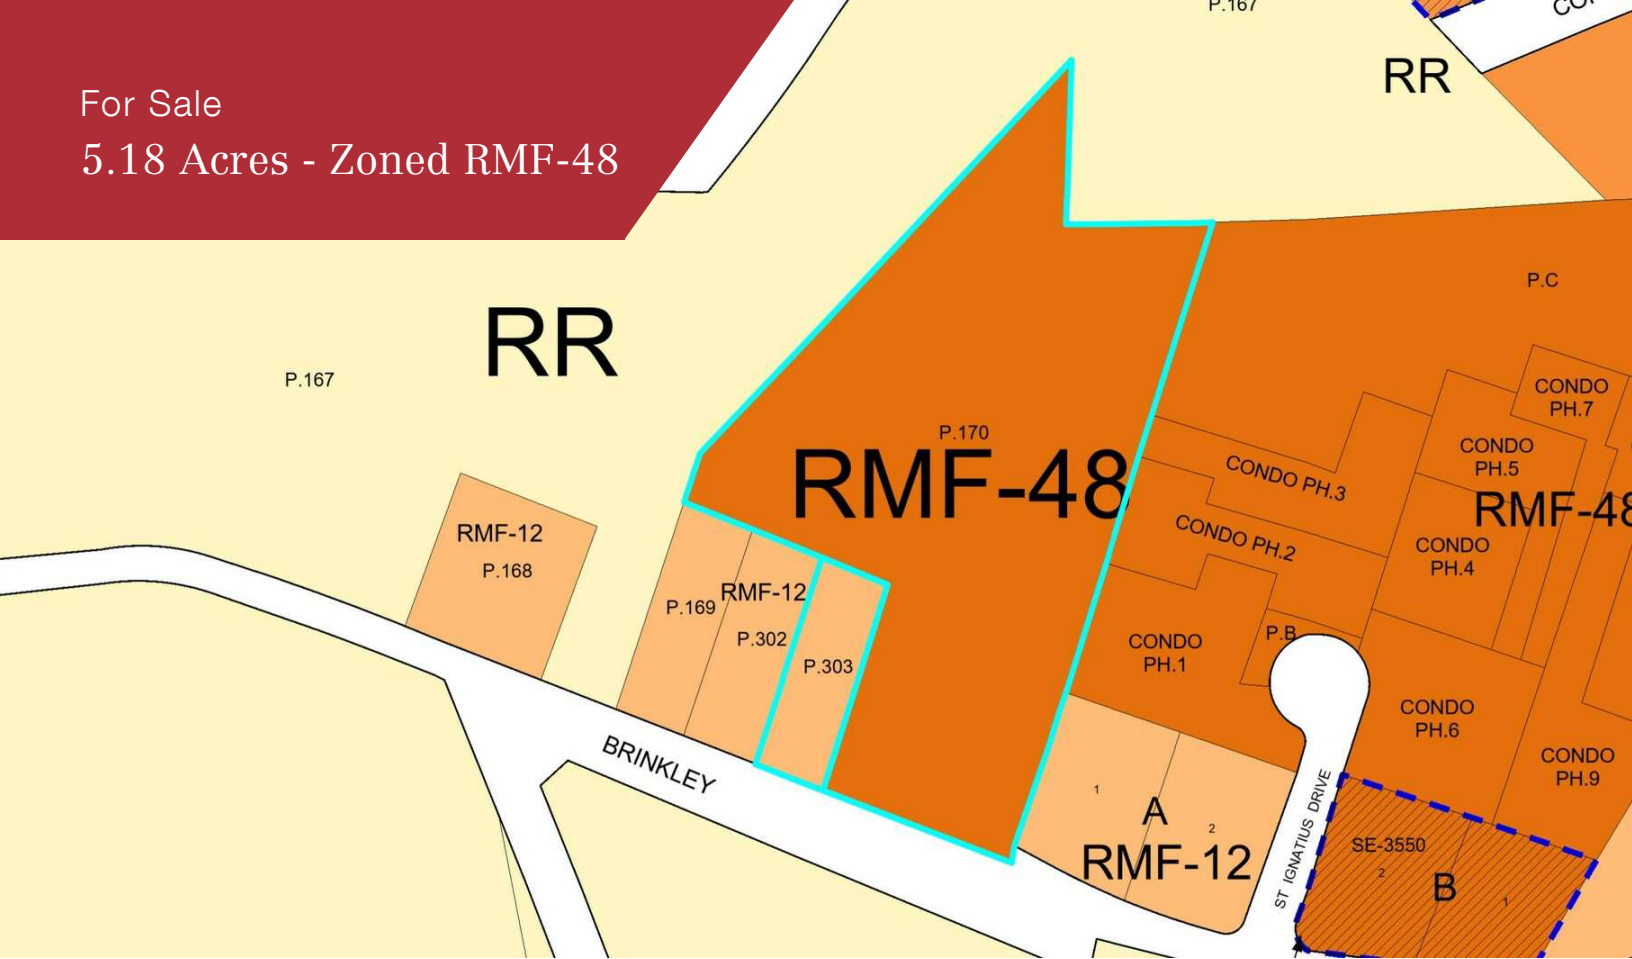 For Sale
5.18 Acres - Zoned RMF-48
P.167
RR
P.C
RR
P.167
CONDO
PH.7
P.170
RMF-48
CONDO PH.3
CONDO
PH.5
RMF-48
RMF-12
P.168
CONDO PH.2
CONDO
PH.4
P.169
RMF-12
P.302
P.303
CONDO
PH.1
P.B
CONDO
PH.6
BRINKLEY
CONDO
PH.9
1
A
2
RMF-12
ST IGNATIUS DRIVE
SE-3550
2
B
1